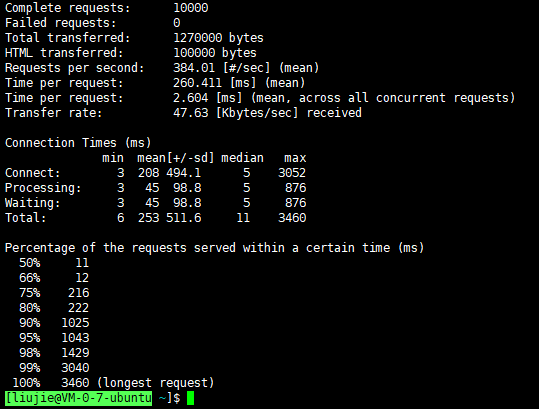 Complete requests:      10000
Failed requests:        0
Total transferred:      1270000 bytes
HTML transferred:       100000 bytes
Requests per second:    384.01 [#/sec] (mean)
Time per request:       260.411 [ms] (mean)
Time per request:       2.604 [ms] (mean, across all concurrent requests)
Transfer rate:          47.63 [Kbytes/sec] received

Connection Times (ms)
              min  mean[+/-sd] median   max
Connect:        3  208 494.1      5    3052
Processing:     3   45  98.8      5     876
Waiting:        3   45  98.8      5     876
Total:          6  253 511.6     11    3460

Percentage of the requests served within a certain time (ms)
  50%     11
  66%     12
  75%    216
  80%    222
  90%   1025
  95%   1043
  98%   1429
  99%   3040
 100%   3460 (longest request)
[liujie@VM-0-7-ubuntu ~]$